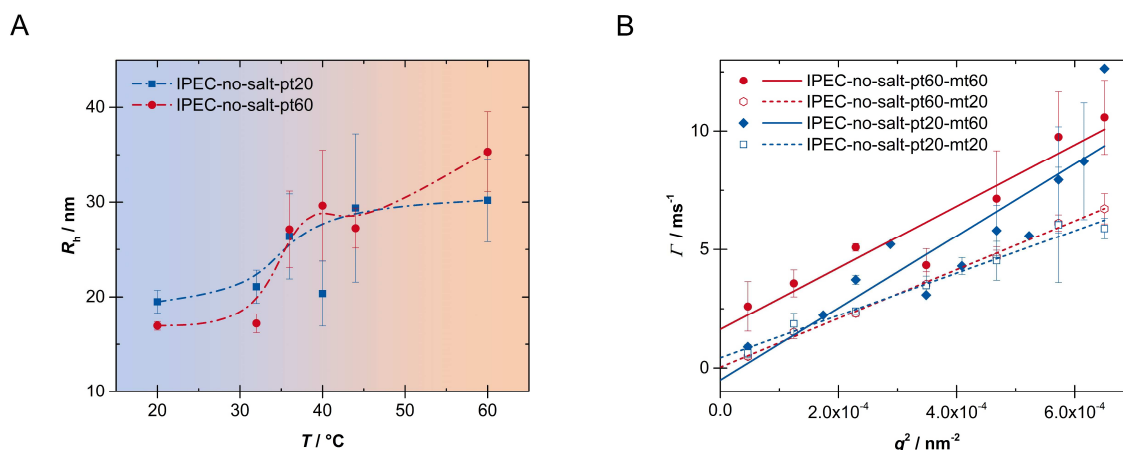 A
B
IPEC-no-salt-pt20
IPEC-no-salt-pt60
40
30
20
10
R_h / nm
20
30
40
50
60
T / °C
IPEC-no-salt-pt60-mt60
IPEC-no-salt-pt60-mt20
IPEC-no-salt-pt20-mt60
IPEC-no-salt-pt20-mt20
10
5
0
Γ / ms⁻¹
0.0
2.0x10⁻⁴
4.0x10⁻⁴
6.0x10⁻⁴
q² / nm⁻²